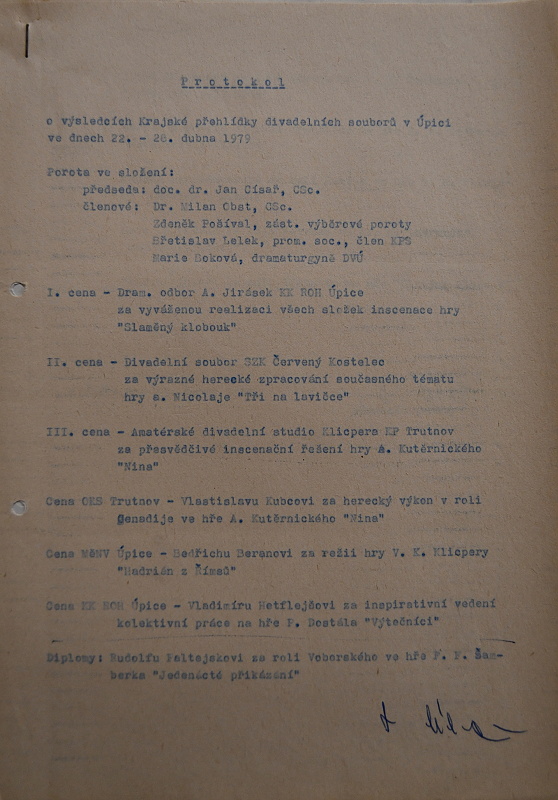 P r o t o k o l
o výsledcích Krajské přehlídky divadelních souborů v Úpici
ve dnech 22. - 28. dubna 1979
Porota ve složení:
předseda: doc. dr. Jan Císař, CSc.
členové: Dr. Milan Obst, CSc.
Zdeněk Pošíval, zást. výběrové poroty
Břetislav Lelek, prom. soc., člen KPS
Marie Boková, dramaturgyně DVÚ
I. cena - Dram. odbor A. Jirásek KK ROH Úpice
za vyváženou realizaci všech složek inscenace hry
"Slaměný klobouk"
II. cena - Divadelní soubor SZK Červený Kostelec
za výrazné herecké zpracování současného tématu
hry a. Nicolaje "Tři na lavičce"
III. cena - Amatérské divadelní studio Klicpera KP Trutnov
za přesvědčivé inscenační řešení hry A. Kutěrnického
"Nina"
Cena OKS Trutnov - Vlastislavu Kubcovi za herecký výkon v roli
Genadije ve hře A. Kutěrnického "Nina"
Cena MěNV Úpice - Bedřichu Beranovi za režii hry V. K. Klicpery
"Hadrián z Římsů"
Cena KK ROH Úpice - Vladimíru Hetflejšovi za inspirativní vedení
kolektivní práce na hře P. Dostála "Výtečníci"
Diplomy: Rudolfu Faltejskovi za roli Voborského ve hře F. F. Šam-
berka "Jedenácté přikázání"